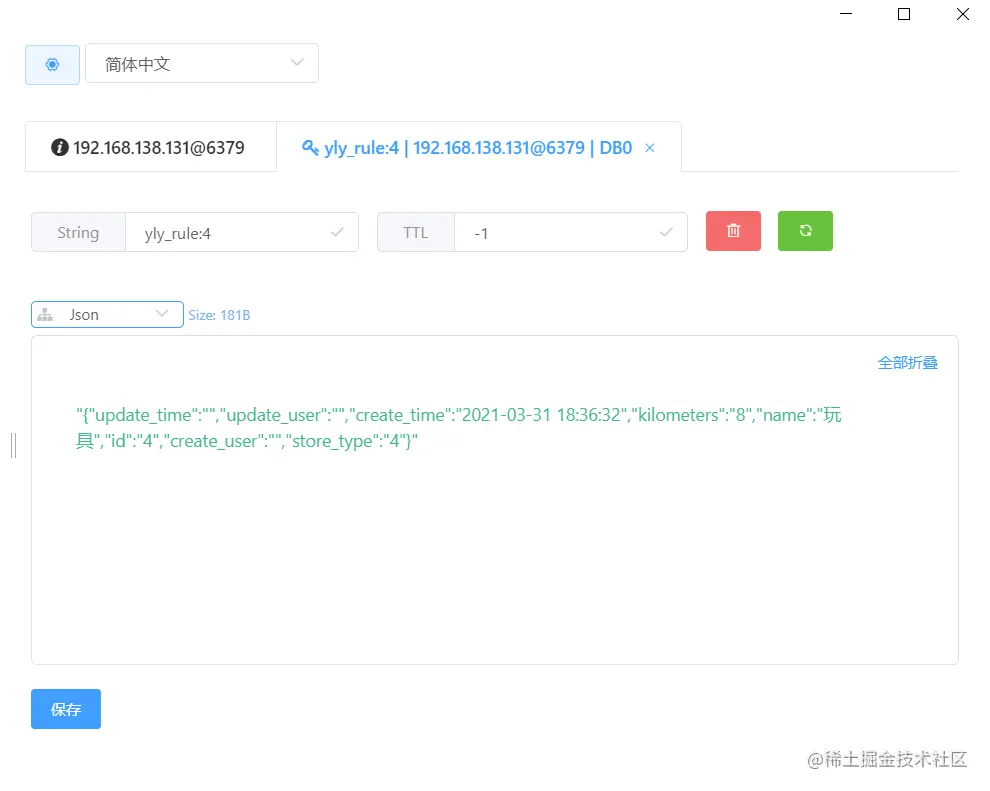 简体中文
192.168.138.131@6379
yly_rule:4 | 192.168.138.131@6379 | DB0
String
yly_rule:4
TTL
-1
Json
Size: 181B
全部折叠
"{"update_time":"","update_user":"","create_time":"2021-03-31 18:36:32","kilometers":"8","name":"玩
具","id":"4","create_user":"","store_type":"4"}"
保存
@稀土掘金技术社区